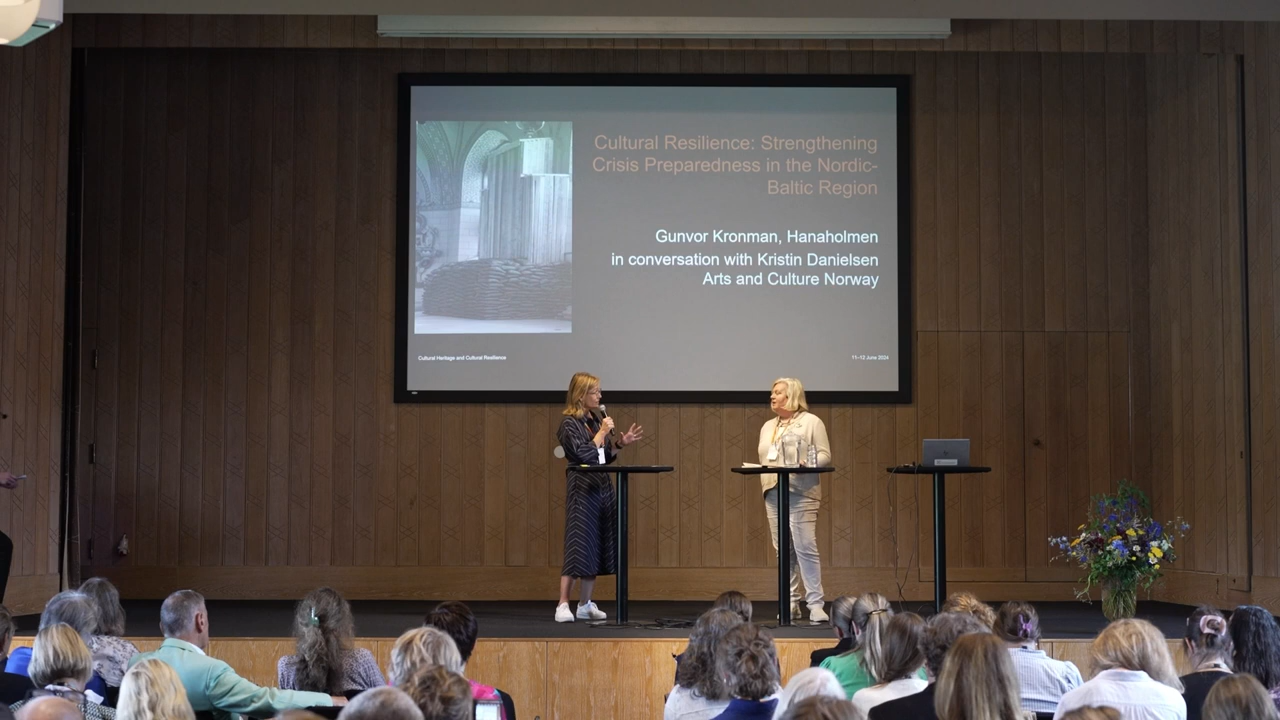 Cultural Resilience: Strengthening
Crisis Preparedness in the Nordic-
Baltic Region
Gunvor Kronman, Hanaholmen
in conversation with Kristin Danielsen
Arts and Culture Norway
Cultural Heritage and Cultural Resilience
11–12 June 2024